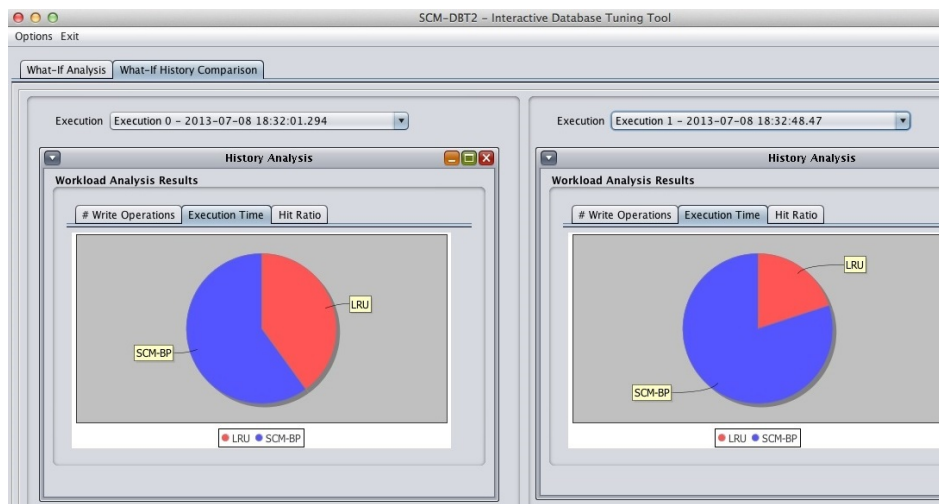 SCM-DBT2 – Interactive Database Tuning Tool
Options Exit
What-If Analysis What-If History Comparison
Execution Execution 0 - 2013-07-08 18:32:01.294
History Analysis
Workload Analysis Results
# Write Operations Execution Time Hit Ratio
LRU
SCM-BP
LRU SCM-BP
Execution Execution 1 - 2013-07-08 18:32:48.47
History Analysis
Workload Analysis Results
# Write Operations Execution Time Hit Ratio
LRU
SCM-BP
LRU SCM-BP